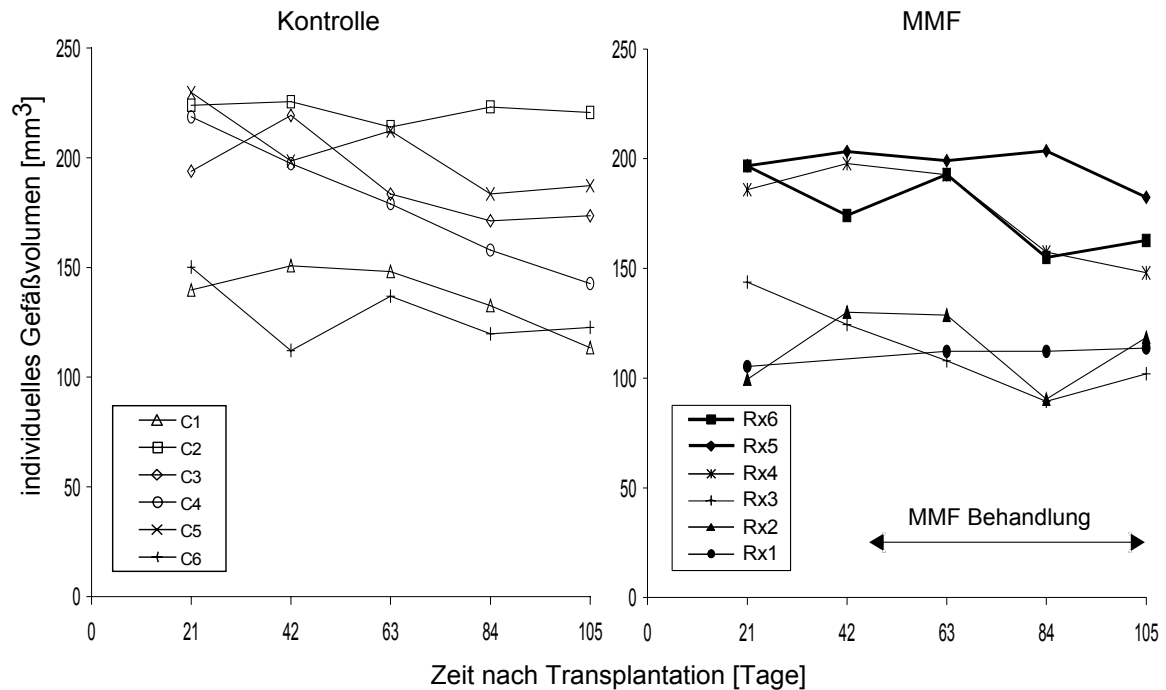 Kontrolle
individuelles Gefäßvolumen [mm³]
250
200
150
100
50
0
0 21 42 63 84 105
C1
C2
C3
C4
C5
C6
MMF
250
200
150
100
50
0
0 21 42 63 84 105
Rx6
Rx5
Rx4
Rx3
Rx2
Rx1
MMF Behandlung
Zeit nach Transplantation [Tage]